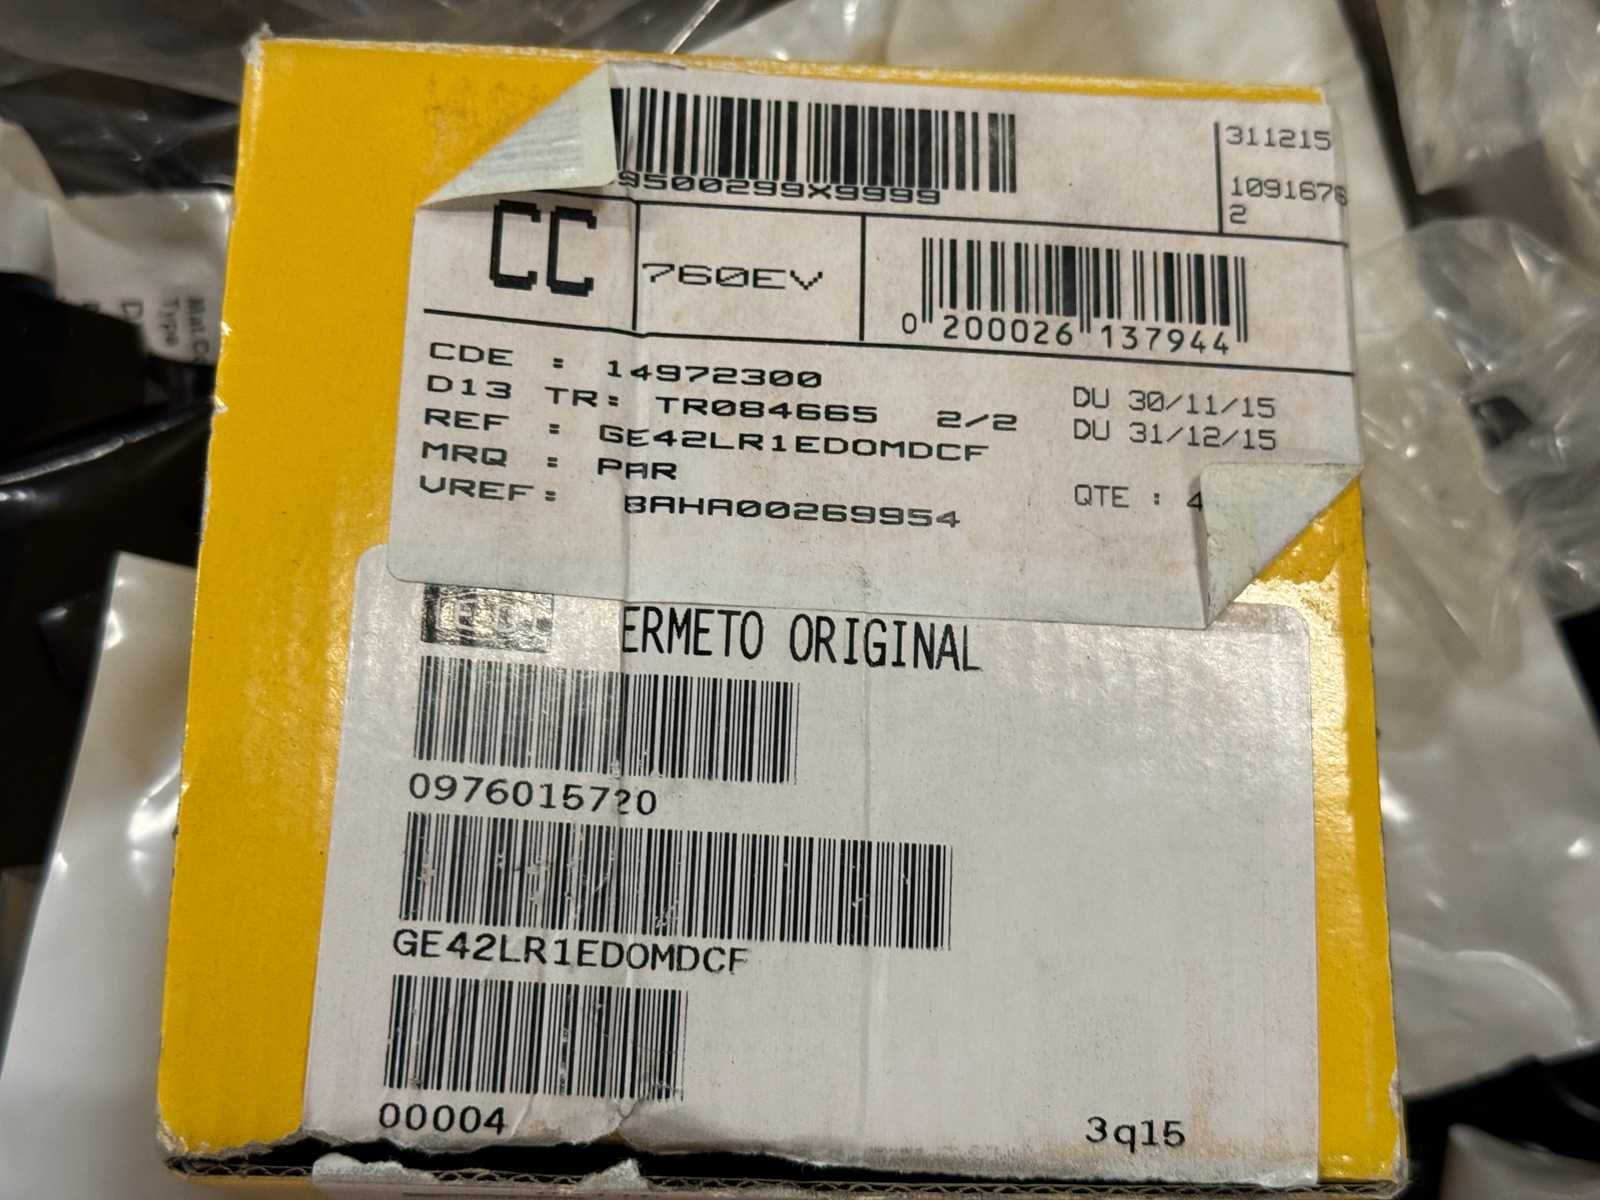 9500299X9999
311215
1091676
2
CC
760EV
0 200026 137944
CDE : 14972300
DU 30/11/15
D13 TR: TR084665 2/2
DU 31/12/15
REF : GE42LR1EDOMDCF
MRQ : PAR
QTE : 4
VREF: 8AHA00269954
ERMETO ORIGINAL
0976015720
GE42LR1EDOMDCF
00004
3q15